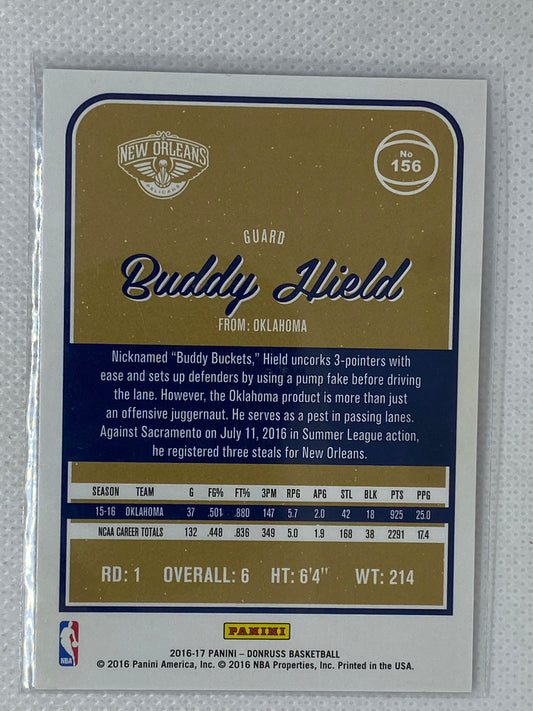 NEW ORLEANS
PELICANS
No
156
GUARD
Buddy Hield
FROM: OKLAHOMA
Nicknamed “Buddy Buckets,” Hield uncorks 3-pointers with
ease and sets up defenders by using a pump fake before driving
the lane. However, the Oklahoma product is more than just
an offensive juggernaut. He serves as a pest in passing lanes.
Against Sacramento on July 11, 2016 in Summer League action,
he registered three steals for New Orleans.
SEASON TEAM G FG% FT% 3PM RPG APG STL BLK PTS PPG
15-16 OKLAHOMA 37 .501 .880 147 5.7 2.0 42 18 925 25.0
NCAA CAREER TOTALS 132 .448 .836 349 5.0 1.9 168 38 2291 17.4
RD: 1 OVERALL: 6 HT: 6'4" WT: 214
NBA
PANINI
2016-17 PANINI – DONRUSS BASKETBALL
© 2016 Panini America, Inc. © 2016 NBA Properties, Inc. Printed in the USA.